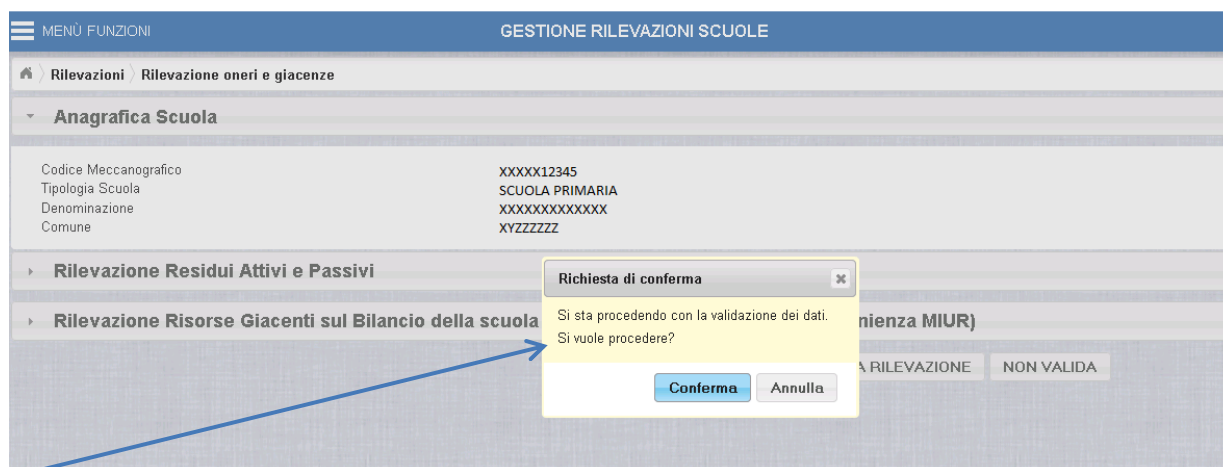 MENÙ FUNZIONI
GESTIONE RILEVAZIONI SCUOLE
Rilevazioni Rilevazione oneri e giacenze
Anagrafica Scuola
Codice Meccanografico XXXXX12345
Tipologia Scuola SCUOLA PRIMARIA
Denominazione XXXXXXXXXXXXX
Comune XYZZZZZZ
Rilevazione Residui Attivi e Passivi
Richiesta di conferma
Si sta procedendo con la validazione dei dati.
Si vuole procedere?
Conferma Annulla
Rilevazione Risorse Giacenti sul Bilancio della scuola nienza MIUR)
A RILEVAZIONE NON VALIDA